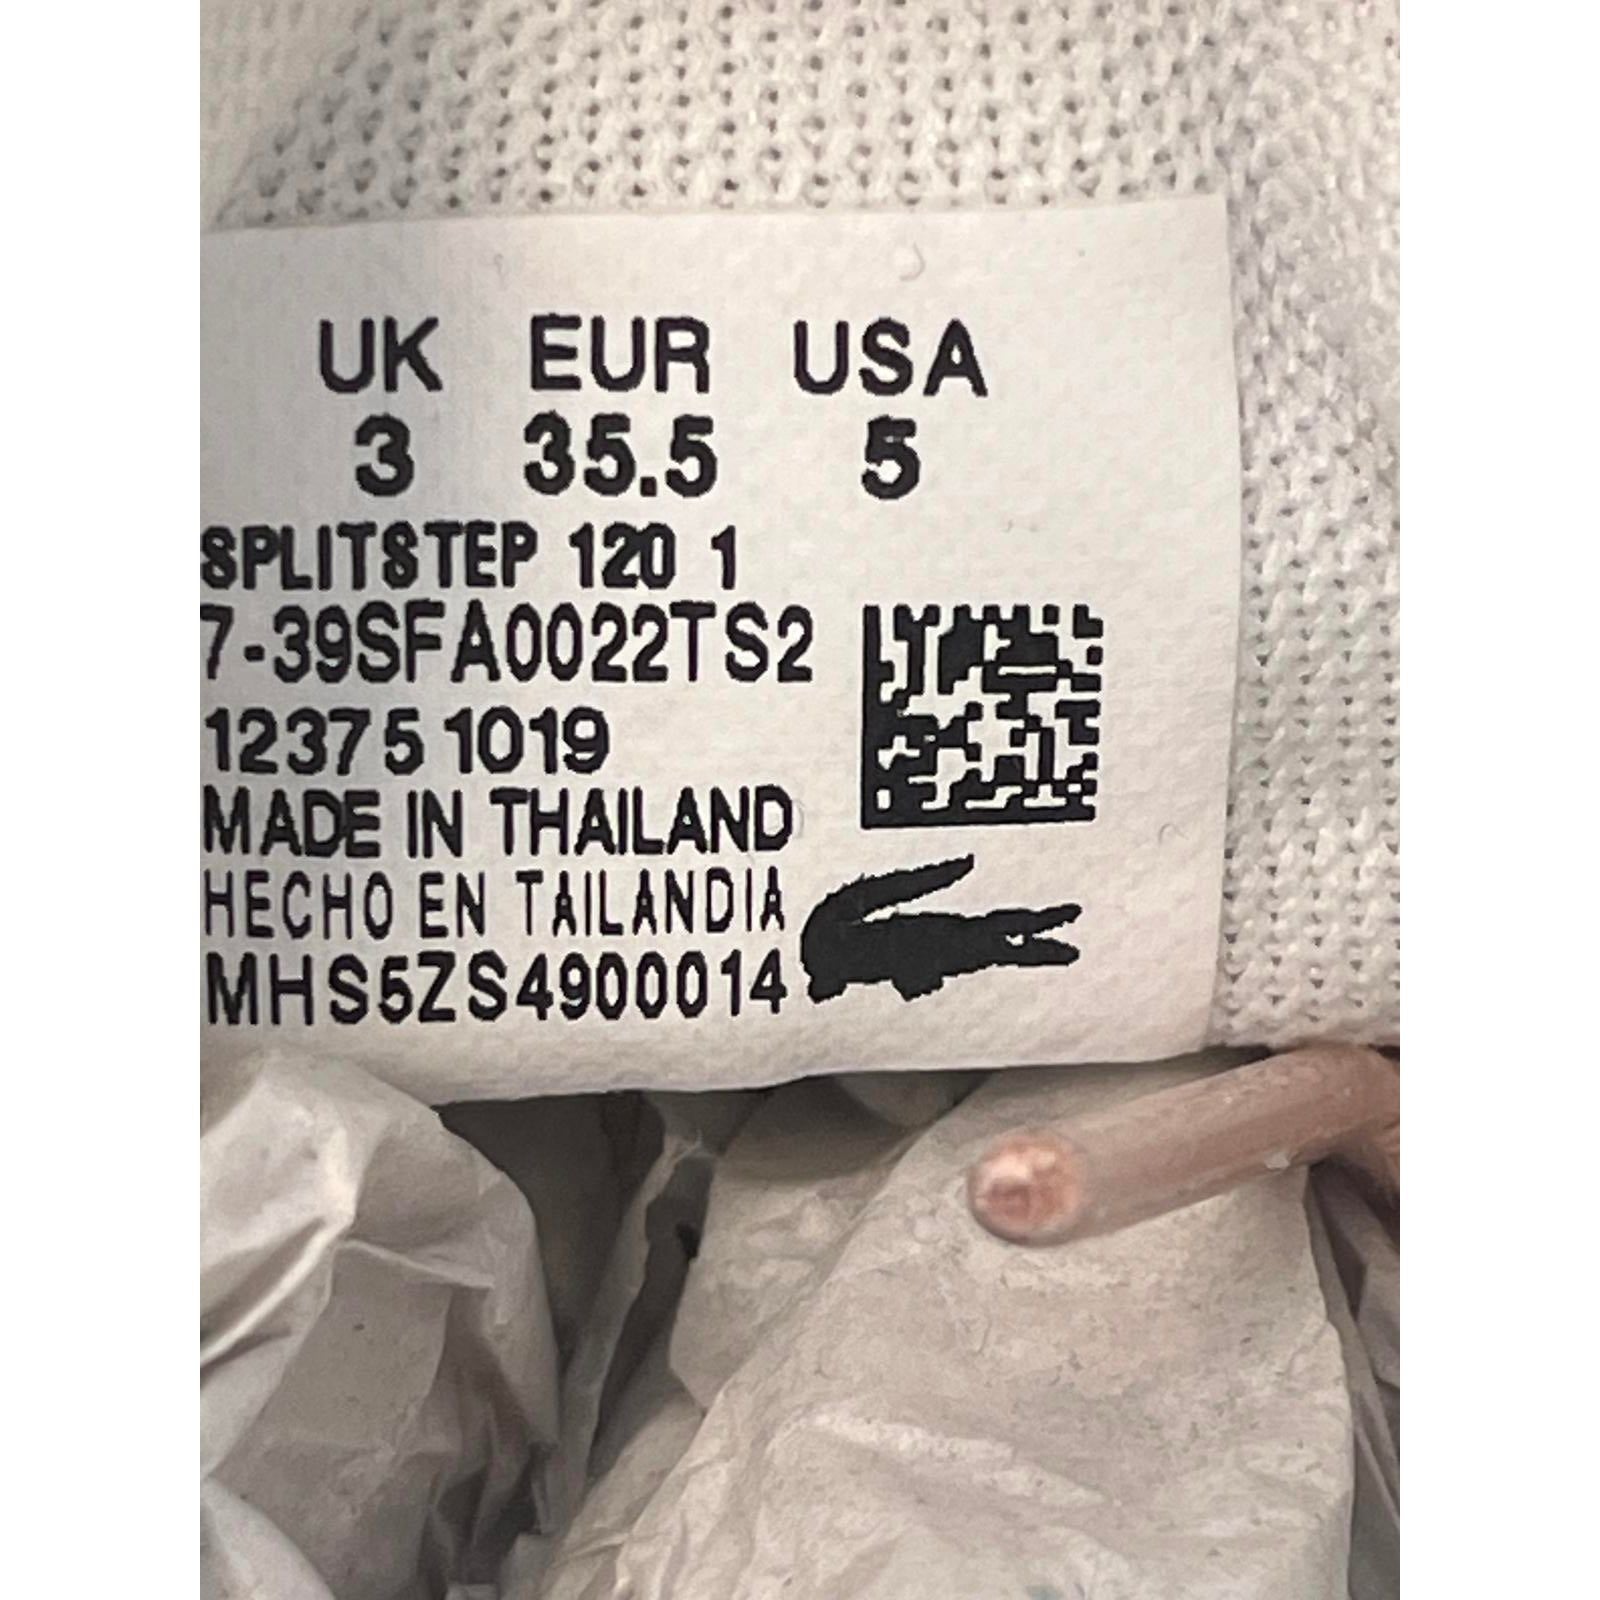 UK EUR USA
3 35.5 5
SPLITSTEP 120 1
7-39SFA0022TS2
12375 1019
MADE IN THAILAND
HECHO EN TAILANDIA
MHS5ZS4900014